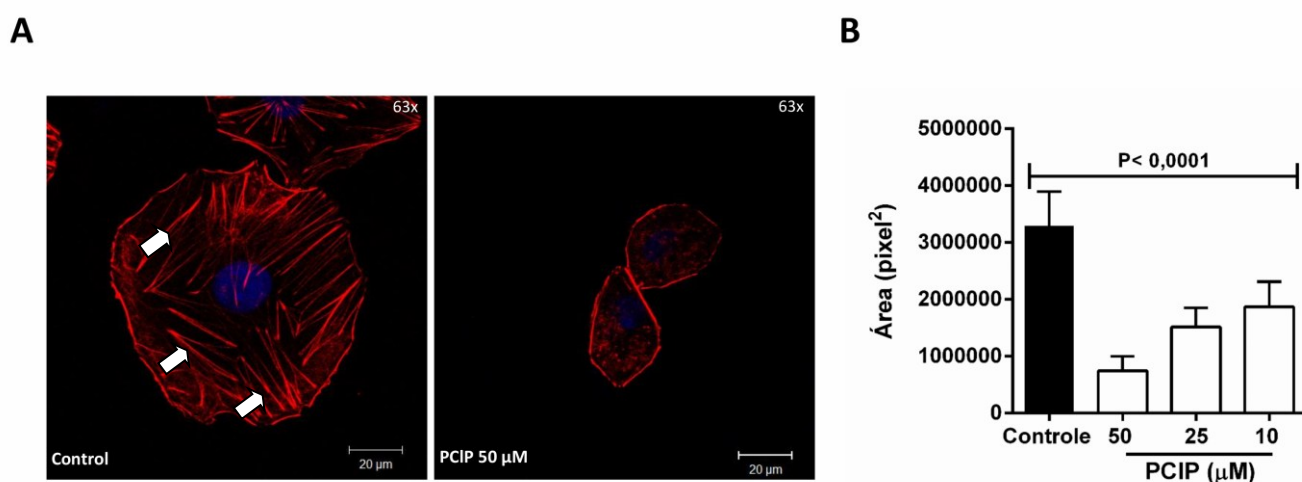 A
B
63x
63x
Control
20 µm
PClP 50 µM
20 µm
5000000
4000000
3000000
2000000
1000000
0
Área (pixel²)
P< 0,0001
Controle 50 25 10
PClP (µM)